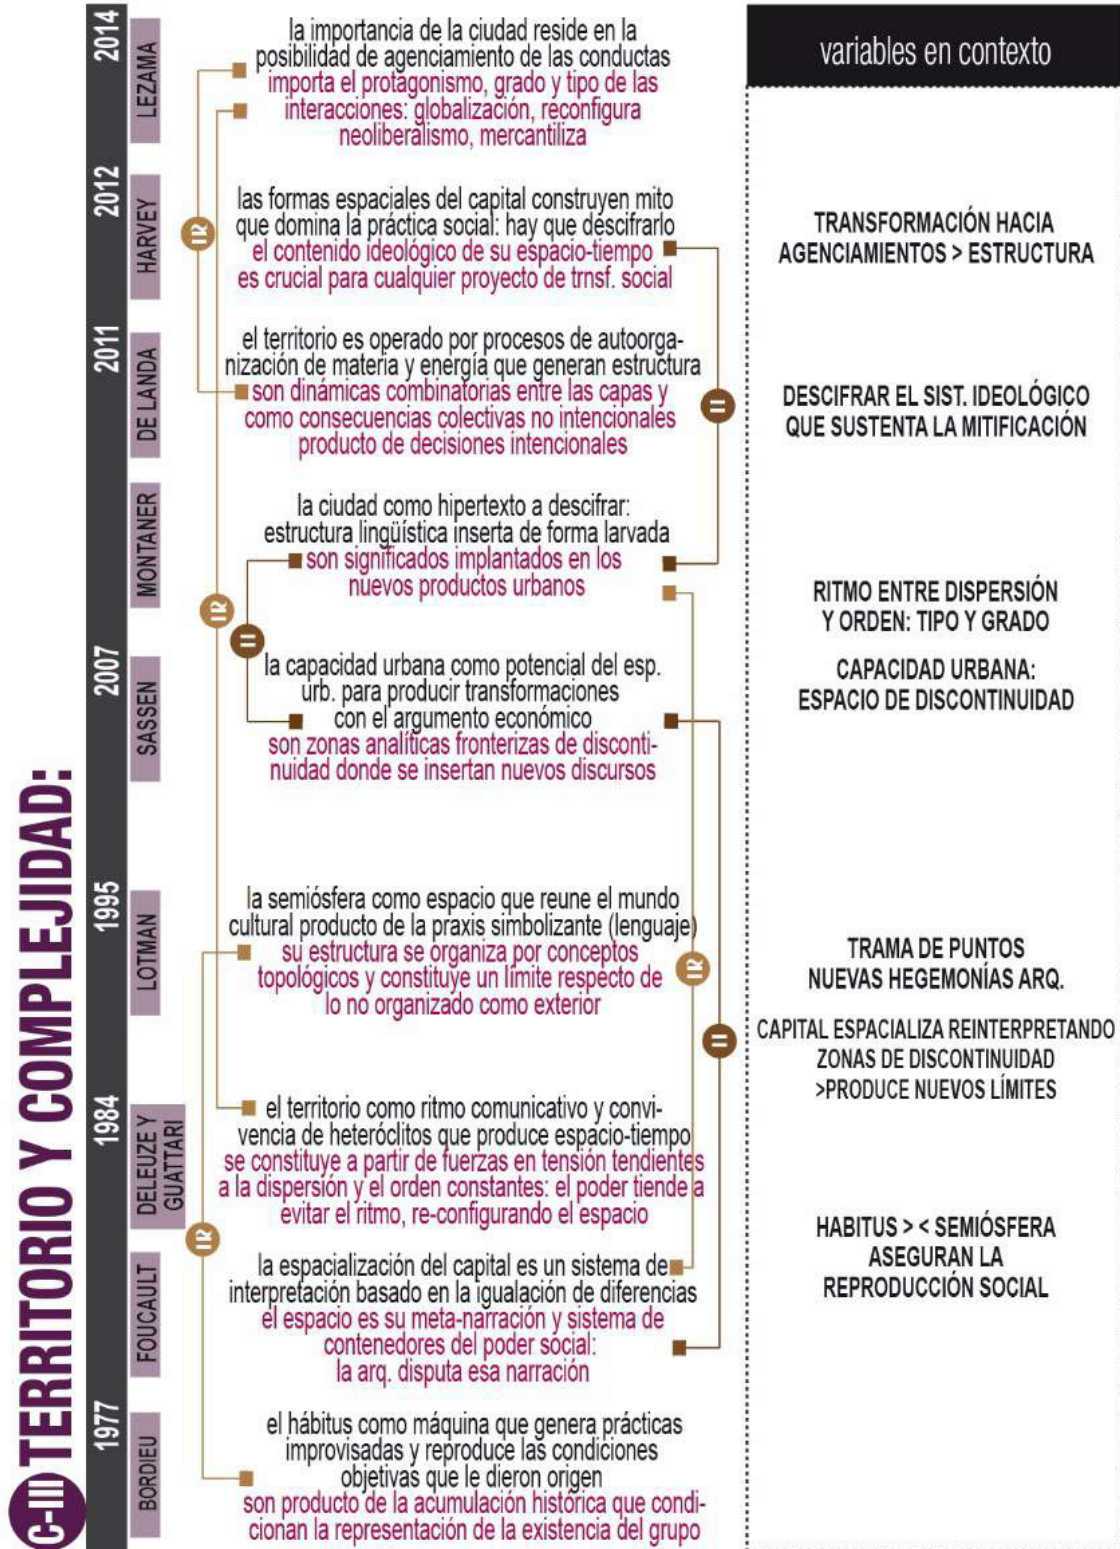 C-III TERRITORIO Y COMPLEJIDAD:
2014
LEZAMA
la importancia de la ciudad reside en la
posibilidad de agenciamiento de las conductas
importa el protagonismo, grado y tipo de las
interacciones: globalización, reconfigura
neoliberalismo, mercantiliza
2012
HARVEY
IR
las formas espaciales del capital construyen mito
que domina la práctica social: hay que descifrarlo
el contenido ideológico de su espacio-tiempo
es crucial para cualquier proyecto de trnsf. social
2011
DE LANDA
el territorio es operado por procesos de autoorga-
nización de materia y energía que generan estructura
son dinámicas combinatorias entre las capas y
como consecuencias colectivas no intencionales
producto de decisiones intencionales
II
MONTANER
la ciudad como hipertexto a descifrar:
estructura lingüística inserta de forma larvada
son significados implantados en los
nuevos productos urbanos
IR
II
2007
SASSEN
la capacidad urbana como potencial del esp.
urb. para producir transformaciones
con el argumento económico
son zonas analíticas fronterizas de disconti-
nuidad donde se insertan nuevos discursos
1995
LOTMAN
la semiósfera como espacio que reune el mundo
cultural producto de la praxis simbolizante (lenguaje)
su estructura se organiza por conceptos
topológicos y constituye un límite respecto de
lo no organizado como exterior
IR
II
1984
DELEUZE Y
GUATTARI
el territorio como ritmo comunicativo y convi-
vencia de heteróclitos que produce espacio-tiempo
se constituye a partir de fuerzas en tensión tendientes
a la dispersión y el orden constantes: el poder tiende a
evitar el ritmo, re-configurando el espacio
IR
FOUCAULT
la espacialización del capital es un sistema de
interpretación basado en la igualación de diferencias
el espacio es su meta-narración y sistema de
contenedores del poder social:
la arq. disputa esa narración
1977
BORDIEU
el hábitus como máquina que genera prácticas
improvisadas y reproduce las condiciones
objetivas que le dieron origen
son producto de la acumulación histórica que condi-
cionan la representación de la existencia del grupo
variables en contexto
TRANSFORMACIÓN HACIA
AGENCIAMIENTOS > ESTRUCTURA
DESCIFRAR EL SIST. IDEOLÓGICO
QUE SUSTENTA LA MITIFICACIÓN
RITMO ENTRE DISPERSIÓN
Y ORDEN: TIPO Y GRADO
CAPACIDAD URBANA:
ESPACIO DE DISCONTINUIDAD
TRAMA DE PUNTOS
NUEVAS HEGEMONÍAS ARQ.
CAPITAL ESPACIALIZA REINTERPRETANDO
ZONAS DE DISCONTINUIDAD
>PRODUCE NUEVOS LÍMITES
HABITUS > < SEMIÓSFERA
ASEGURAN LA
REPRODUCCIÓN SOCIAL